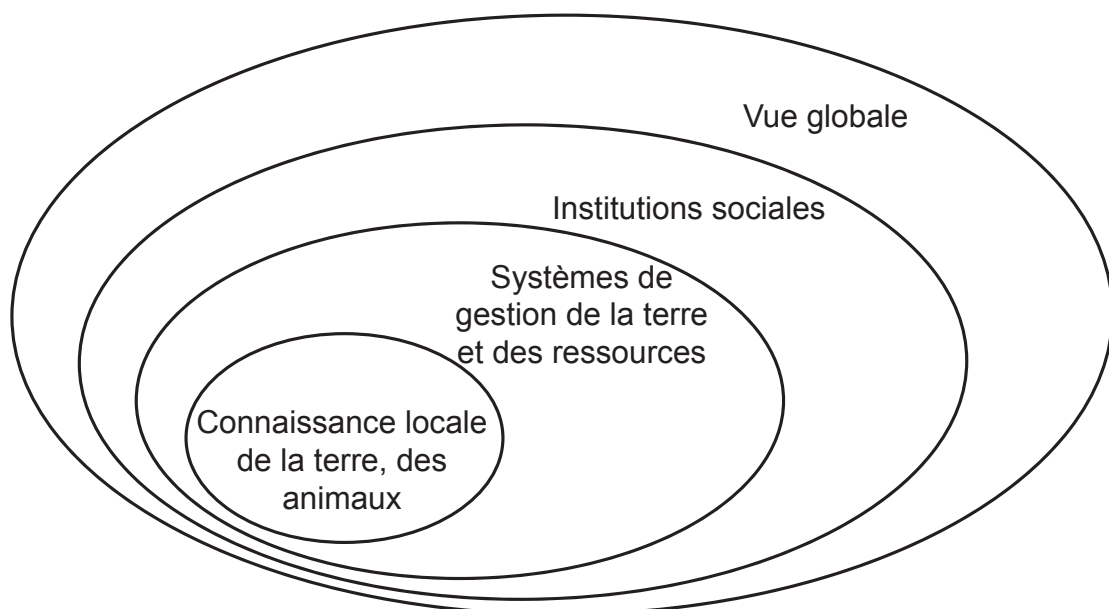 Vue globale
Institutions sociales
Systèmes de
gestion de la terre
et des ressources
Connaissance locale
de la terre, des
animaux